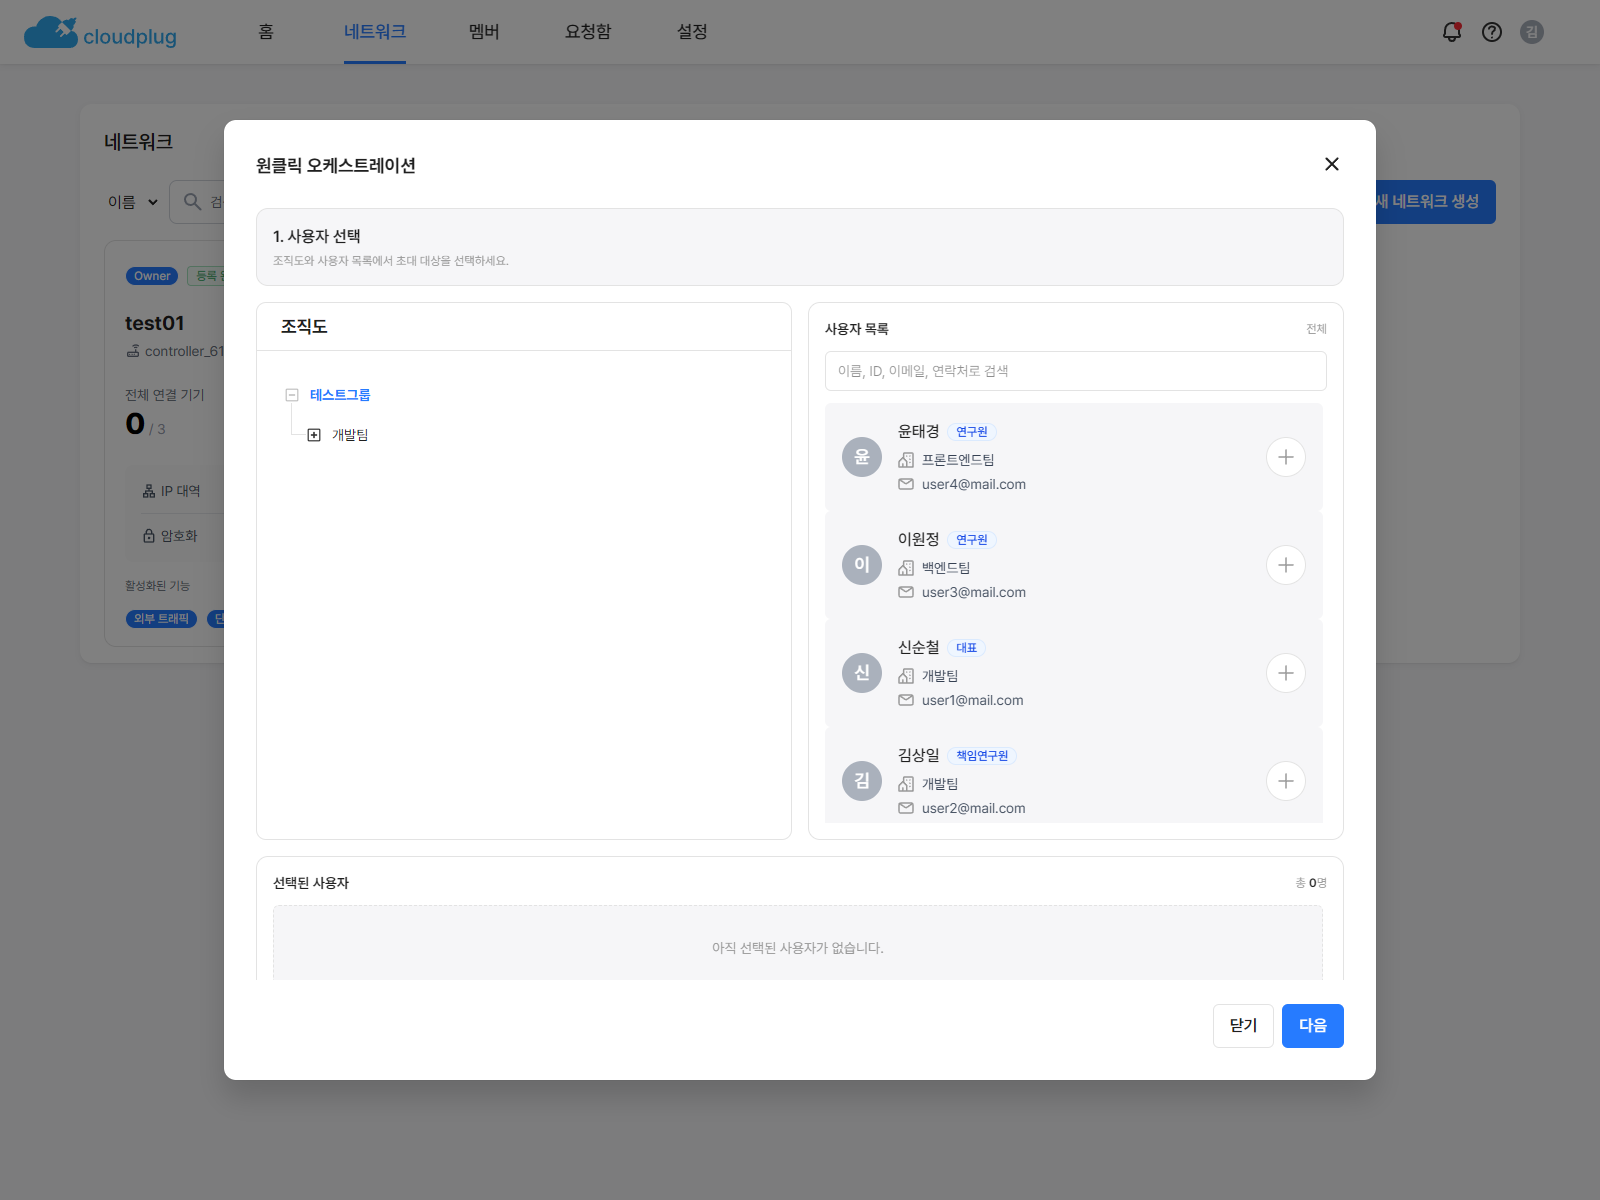 cloudplug
홈
네트워크
멤버
요청함
설정
김
네트워크
이름
새 네트워크 생성
Owner
등록
test01
controller_61
전체 연결 기기
0 / 3
IP 대역
암호화
활성화된 기능
외부 트래픽
원클릭 오케스트레이션
1. 사용자 선택
조직도와 사용자 목록에서 초대 대상을 선택하세요.
조직도
테스트그룹
개발팀
사용자 목록
전체
이름, ID, 이메일, 연락처로 검색
윤
윤태경 연구원
프론트엔드팀
user4@mail.com
이
이원정 연구원
백엔드팀
user3@mail.com
신
신순철 대표
개발팀
user1@mail.com
김
김상일 책임연구원
개발팀
user2@mail.com
선택된 사용자
총 0명
아직 선택된 사용자가 없습니다.
닫기
다음